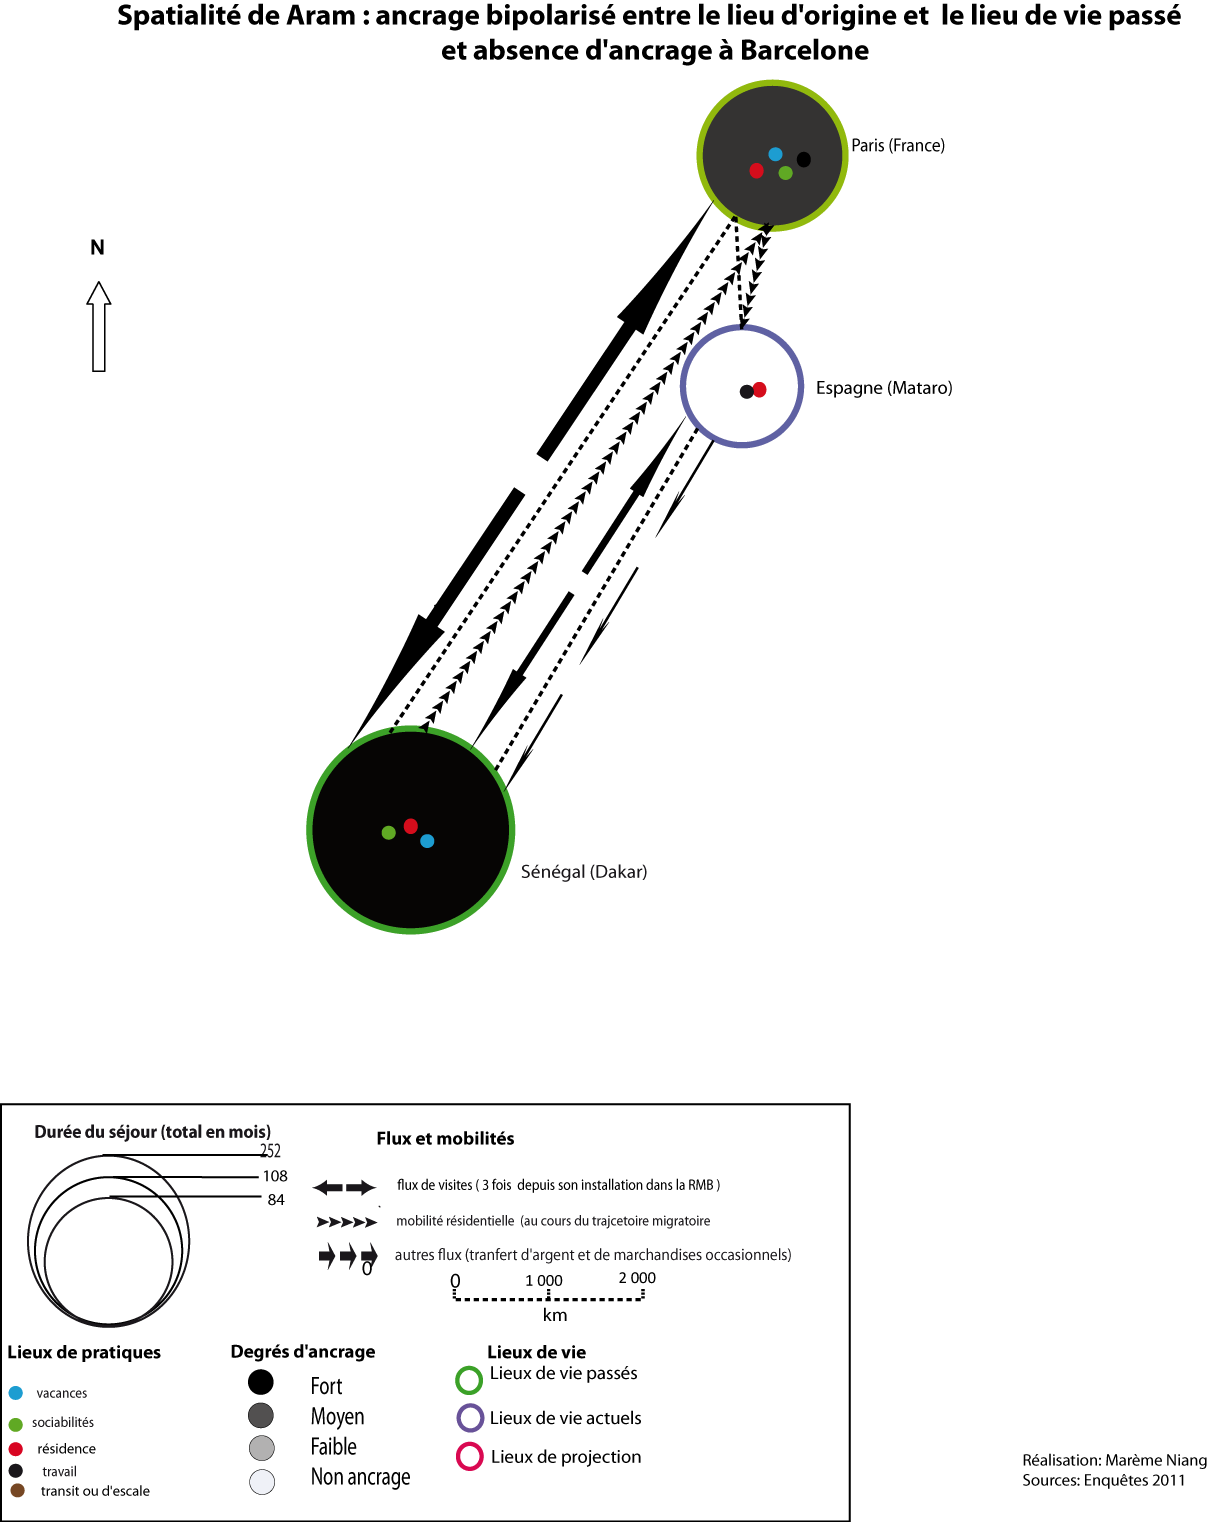 Spatialité de Aram : ancrage bipolarisé entre le lieu d'origine et le lieu de vie passé
et absence d'ancrage à Barcelone
Paris (France)
N
Espagne (Mataro)
Sénégal (Dakar)
Durée du séjour (total en mois)
252
108
84
Flux et mobilités
flux de visites ( 3 fois depuis son installation dans la RMB )
mobilité résidentielle (au cours du trajcetoire migratoire
autres flux (tranfert d'argent et de marchandises occasionnels)
0
0 1 000 2 000
km
Lieux de pratiques
vacances
sociabilités
résidence
travail
transit ou d'escale
Degrés d'ancrage
Fort
Moyen
Faible
Non ancrage
Lieux de vie
Lieux de vie passés
Lieux de vie actuels
Lieux de projection
Réalisation: Marème Niang
Sources: Enquêtes 2011